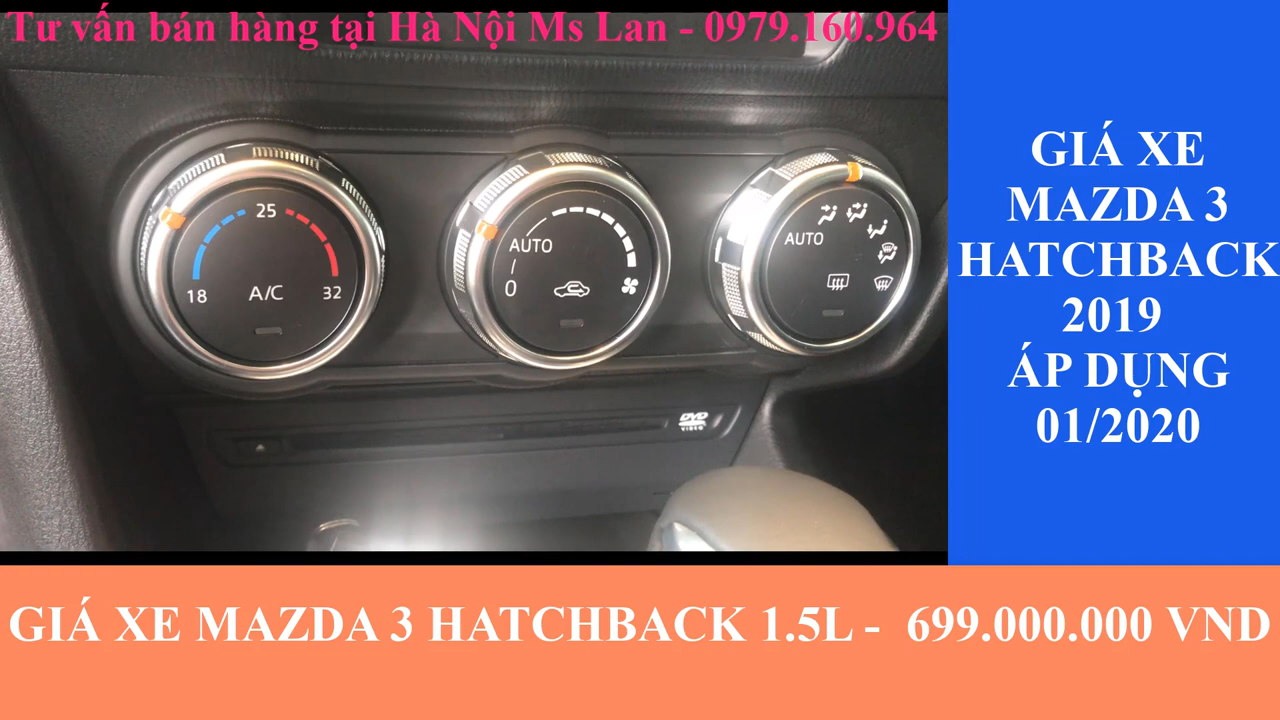 Tư vấn bán hàng tại Hà Nội Ms Lan - 0979.160.964
GIÁ XE
MAZDA 3
HATCHBACK
2019
ÁP DỤNG
01/2020
25
18 A/C 32
AUTO
0
AUTO
DVD
VIDEO
GIÁ XE MAZDA 3 HATCHBACK 1.5L - 699.000.000 VND